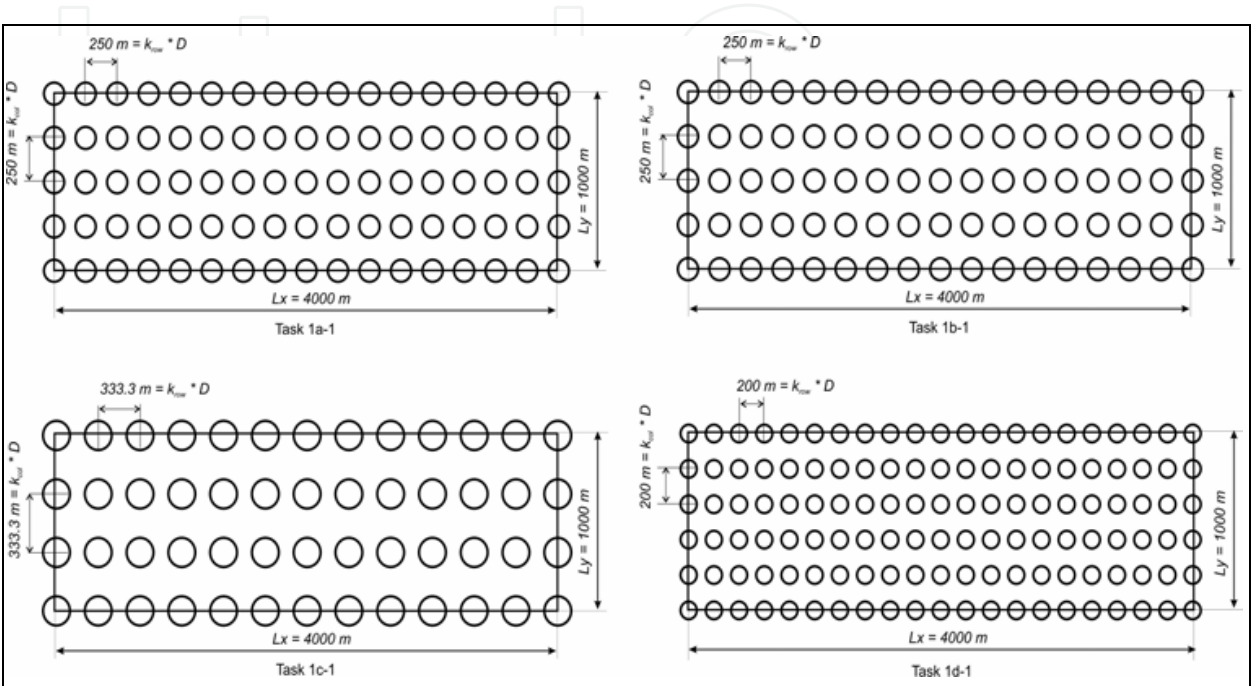 250 m = k_row * D
250 m = k_col * D
Ly = 1000 m
Lx = 4000 m
Task 1a-1
250 m = k_row * D
250 m = k_col * D
Ly = 1000 m
Lx = 4000 m
Task 1b-1
333.3 m = k_row * D
333.3 m = k_col * D
Ly = 1000 m
Lx = 4000 m
Task 1c-1
200 m = k_row * D
200 m = k_col * D
Ly = 1000 m
Lx = 4000 m
Task 1d-1